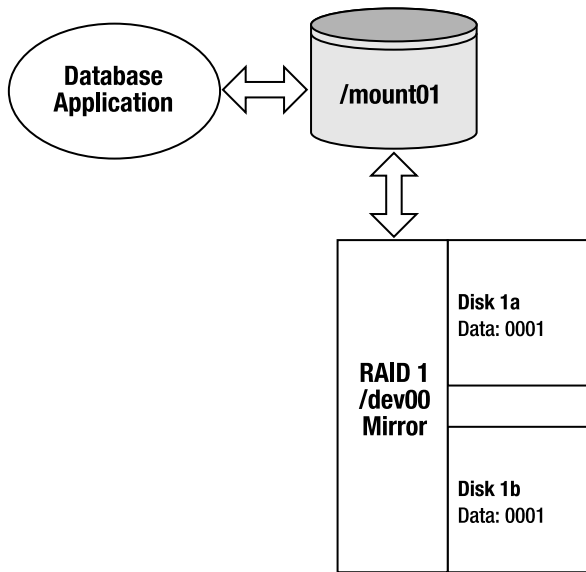 Database
Application
/mount01
RAID 1
/dev00
Mirror
Disk 1a
Data: 0001
Disk 1b
Data: 0001